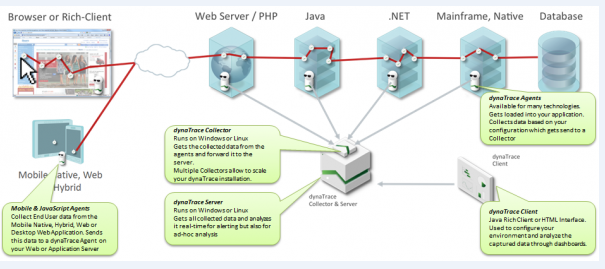 Browser or Rich-Client
Web Server / PHP
Java
.NET
Mainframe, Native
Database
dynaTrace Agents
Available for many technologies.
Gets loaded into your application.
Collects data based on your
configuration which gets send to a
Collector
dynaTrace Collector
Runs on Windows or Linux
Gets the collected data from the
agents and forward it to the
server.
Multiple Collectors allow to scale
your dynaTrace installation.
dynaTrace
Client
Mobile Native, Web
Hybrid
Mobile & JavaScript Agents
Collect End User data from the
Mobile Native, Hybrid, Web or
Desktop Web Application. Sends
this data to a dynaTrace Agent on
your Web or Application Server
dynaTrace Server
Runs on Windows or Linux
Gets all collected data and analyzes
it real-time for alerting but also for
ad-hoc analysis
dynaTrace
Collector & Server
dynaTrace Client
Java Rich Client or HTML Interface.
Used to configure your
environment and analyze the
captured data through dashboards.